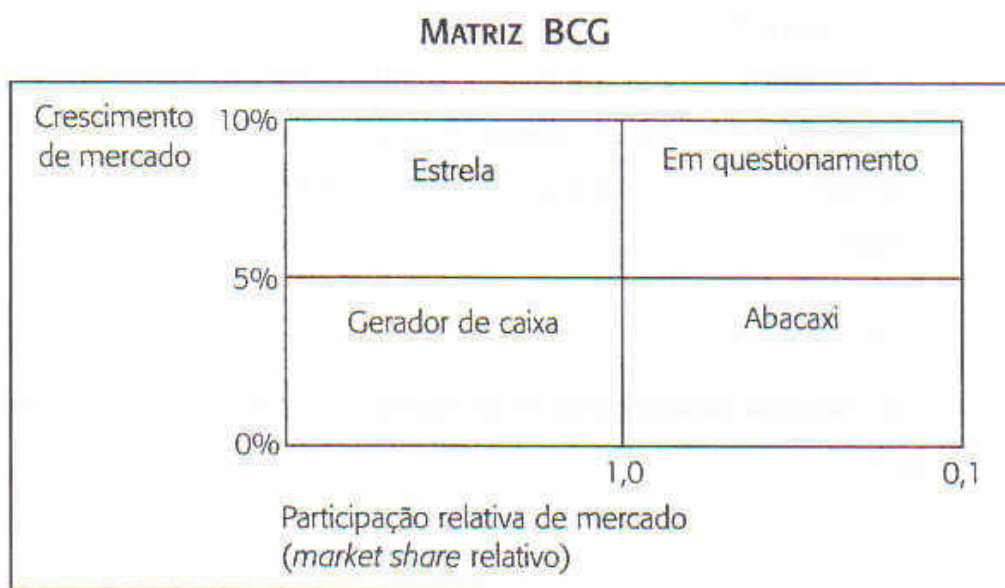 MATRIZ BCG
Crescimento
de mercado
10%
Estrela
Em questionamento
5%
Gerador de caixa
Abacaxi
0%
1,0
0,1
Participação relativa de mercado
(market share relativo)